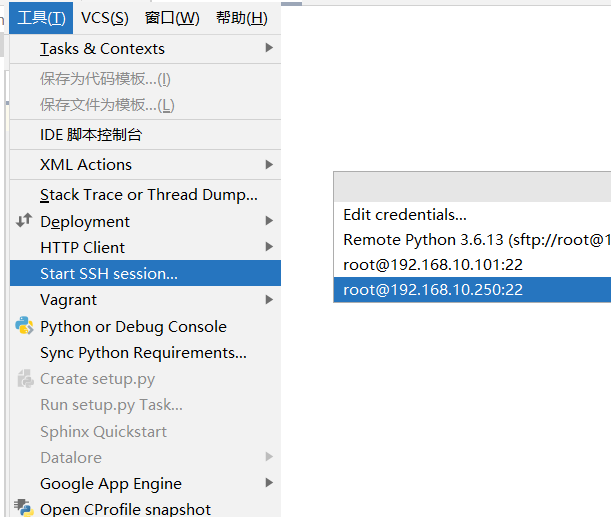 工具(T) VCS(S) 窗口(W) 帮助(H)
Tasks & Contexts
保存为代码模板...(I)
保存文件为模板...(L)
IDE 脚本控制台
XML Actions
Stack Trace or Thread Dump...
Deployment
HTTP Client
Start SSH session...
Vagrant
Python or Debug Console
Sync Python Requirements...
Create setup.py
Run setup.py Task...
Sphinx Quickstart
Datalore
Google App Engine
Open CProfile snapshot
Edit credentials...
Remote Python 3.6.13 (sftp://root@1
root@192.168.10.101:22
root@192.168.10.250:22